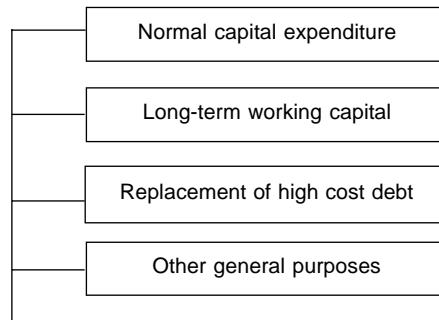 Normal capital expenditure
Long-term working capital
Replacement of high cost debt
Other general purposes